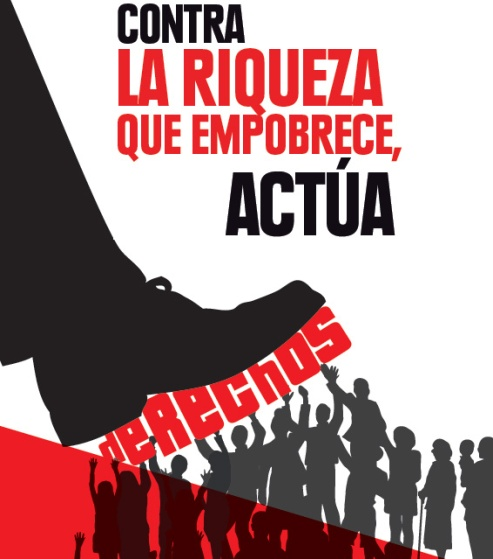 CONTRA
LA RIQUEZA
QUE EMPOBRECE,
ACTÚA
deRechos